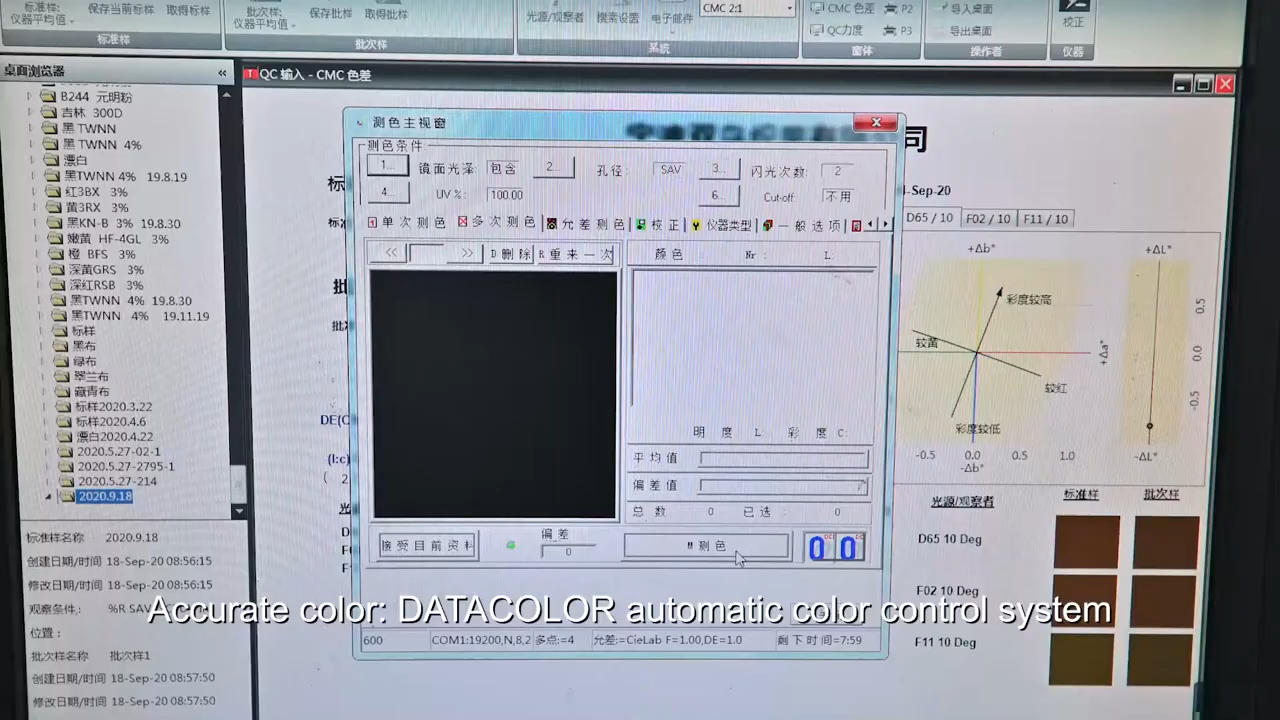 标准样:
仪器平均值
保存当前标样
取得标样
标准样
批次样:
仪器平均值
保存批样
取得批样
批次样
光源/观察者
搜索设置
电子邮件
CMC 2:1
系统
CMC 色差
P2
QC力度
P3
窗体
导入桌面
导出桌面
操作者
校正
仪器
桌面浏览器
«
QC 输入 - CMC 色差
B244 元明粉
吉林 300D
黑 TWNN
黑 TWNN 4%
漂白
黑TWNN 4% 19.8.19
红3BX 3%
黄3RX 3%
黑KN-B 3% 19.8.30
嫩黄 HF-4GL 3%
橙 BFS 3%
深黄GRS 3%
深红RSB 3%
黑TWNN 4% 19.8.30
黑TWNN 4% 19.11.19
标样
黑布
绿布
翠兰布
藏青布
标样2020.3.22
标样2020.4.6
漂白2020.4.22
2020.5.27-02-1
2020.5.27-2795-1
2020.5.27-214
2020.9.18
标准样名称 2020.9.18
创建日期/时间 18-Sep-20 08:56:15
修改日期/时间 18-Sep-20 08:56:15
观察条件: %R SAV
位置:
批次样名称 批次样1
创建日期/时间 18-Sep-20 08:57:50
修改日期/时间 18-Sep-20 08:57:50
测色主视窗
司
测色条件:
1... 镜面光泽: 包含 2... 孔径: SAV 3... 闪光次数: 2
4... UV %: 100.00 6... Cut-off: 不用
单次测色 多次测色 允差测色 校正 仪器类型 一般选项
<< >> D删除 R重来一次
颜色 Nr : L
明度 L 彩度 C:
平均值
偏差值
总数 0 已选 : 0
接受目前资料
偏差
0
M 测色
0 0
600 COM1:19200,N,8,2 多点:=4 允差:=CieLab F=1.00,DE=1.0 剩下时间=7:59
标
批
DE(C
(l:c)
( 2
-Sep-20
D65 / 10 F02 / 10 F11 / 10
+Δb*
彩度较高
较黄
+Δa*
较红
彩度较低
-0.5 0.0 0.5 1.0
-Δb*
+ΔL*
0.5
0.0
-0.5
-ΔL*
光源/观察者 标准样 批次样
D65 10 Deg
F02 10 Deg
F11 10 Deg
Accurate color: DATACOLOR automatic color control system